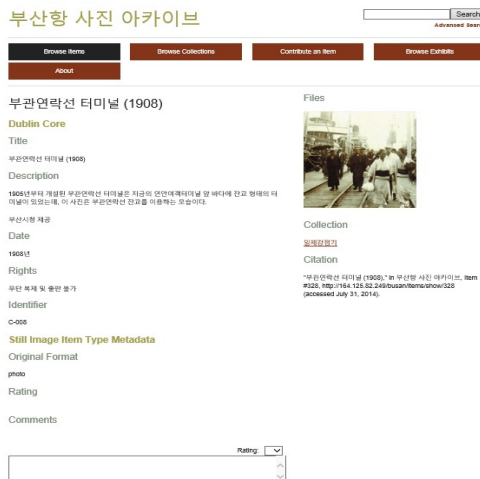 부산항 사진 아카이브
Search
Advanced Sear
Browse Items
Browse Collections
Contribute an Item
Browse Exhibits
About
부관연락선 터미널 (1908)
Dublin Core
Title
부관연락선 터미널 (1908)
Description
1905년부터 개설된 부관연락선 터미널은 지금의 연안여객터미널 앞 바다에 잔교 형태의 터
미널이 있었는데, 이 사진은 부관연락선 잔교를 이용하는 모습이다.
부산시청 제공
Date
1908년
Rights
무단 복제 및 출판 불가
Identifier
C-008
Still Image Item Type Metadata
Original Format
photo
Rating
Comments
Rating:
Files
Collection
일제강점기
Citation
"부관연락선 터미널 (1908)," in 부산항 사진 아카이브, Item
#328, http://164.125.82.249/busan/items/show/328
(accessed July 31, 2014).